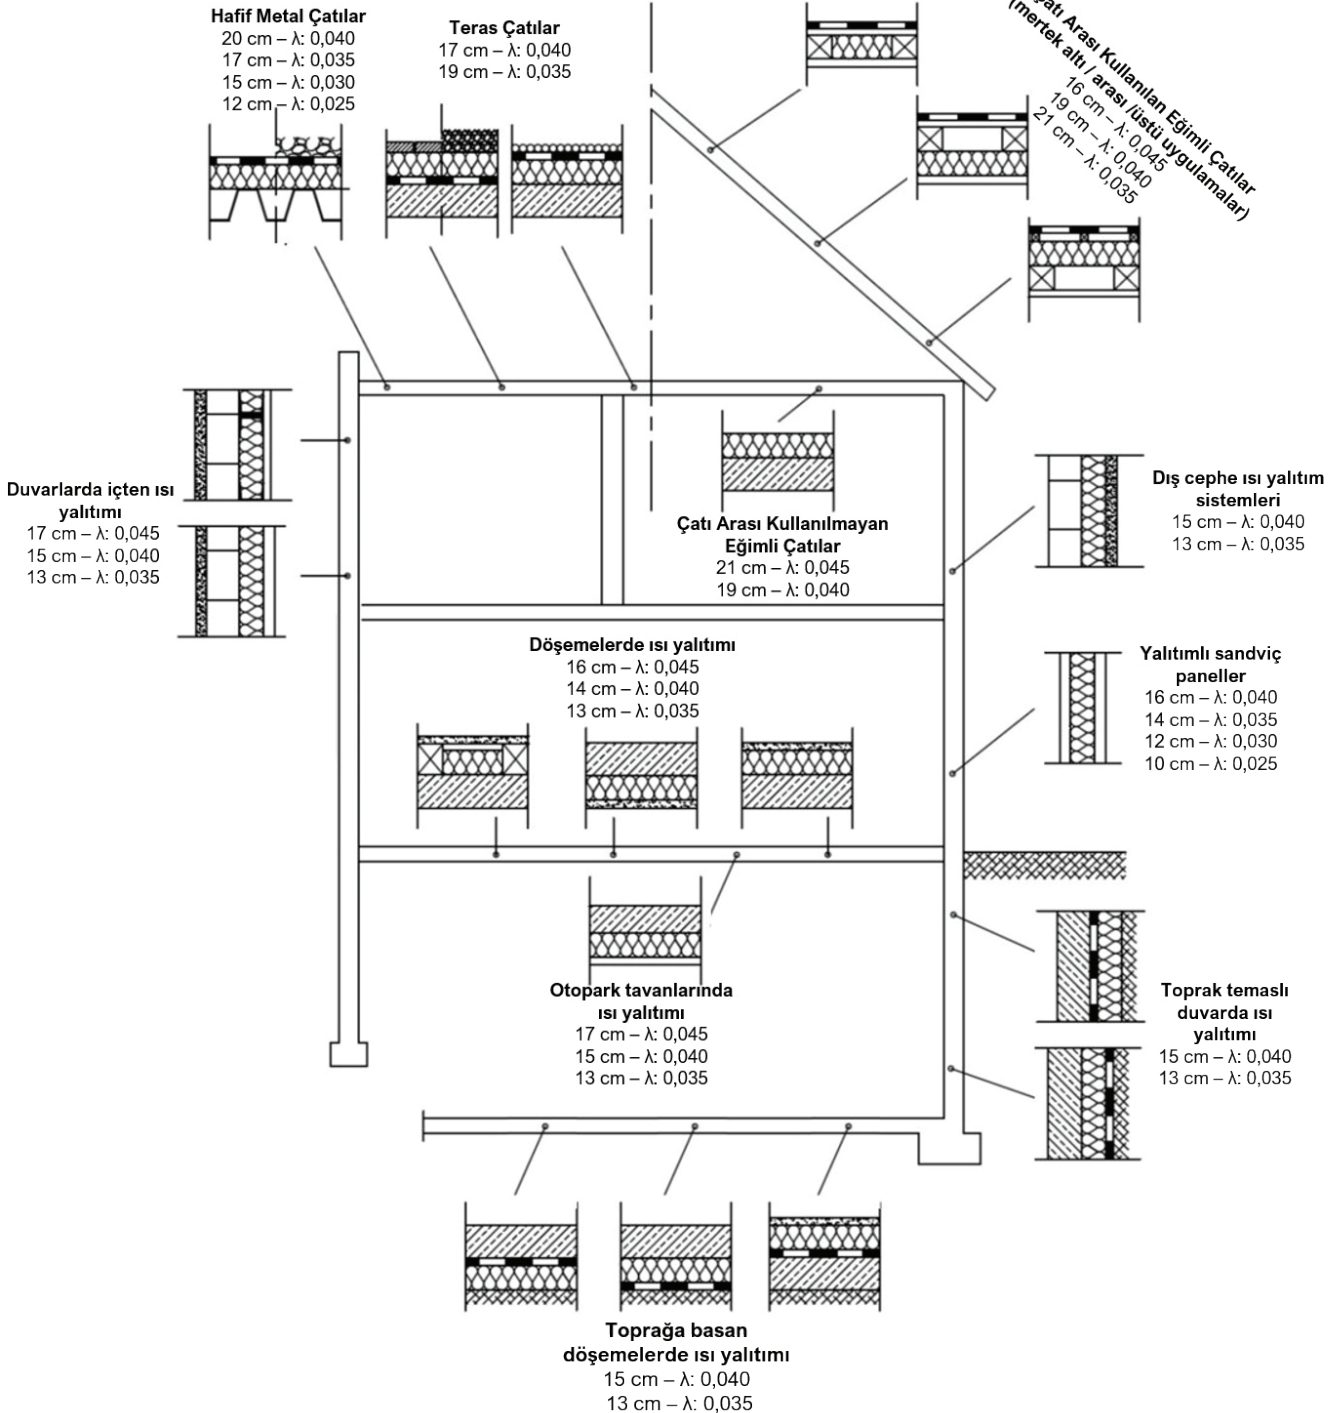 Hafif Metal Çatılar
20 cm – λ: 0,040
17 cm – λ: 0,035
15 cm – λ: 0,030
12 cm – λ: 0,025
Teras Çatılar
17 cm – λ: 0,040
19 cm – λ: 0,035
Çatı Arası Kullanılan Eğimli Çatılar
(mertek altı / arası /üstü uygulamalar)
16 cm – λ: 0,045
19 cm – λ: 0,040
21 cm – λ: 0,035
Duvarlarda içten ısı
yalıtımı
17 cm – λ: 0,045
15 cm – λ: 0,040
13 cm – λ: 0,035
Çatı Arası Kullanılmayan
Eğimli Çatılar
21 cm – λ: 0,045
19 cm – λ: 0,040
Dış cephe ısı yalıtım
sistemleri
15 cm – λ: 0,040
13 cm – λ: 0,035
Döşemelerde ısı yalıtımı
16 cm – λ: 0,045
14 cm – λ: 0,040
13 cm – λ: 0,035
Yalıtımlı sandviç
paneller
16 cm – λ: 0,040
14 cm – λ: 0,035
12 cm – λ: 0,030
10 cm – λ: 0,025
Otopark tavanlarında
ısı yalıtımı
17 cm – λ: 0,045
15 cm – λ: 0,040
13 cm – λ: 0,035
Toprak temaslı
duvarda ısı
yalıtımı
15 cm – λ: 0,040
13 cm – λ: 0,035
Toprağa basan
döşemelerde ısı yalıtımı
15 cm – λ: 0,040
13 cm – λ: 0,035